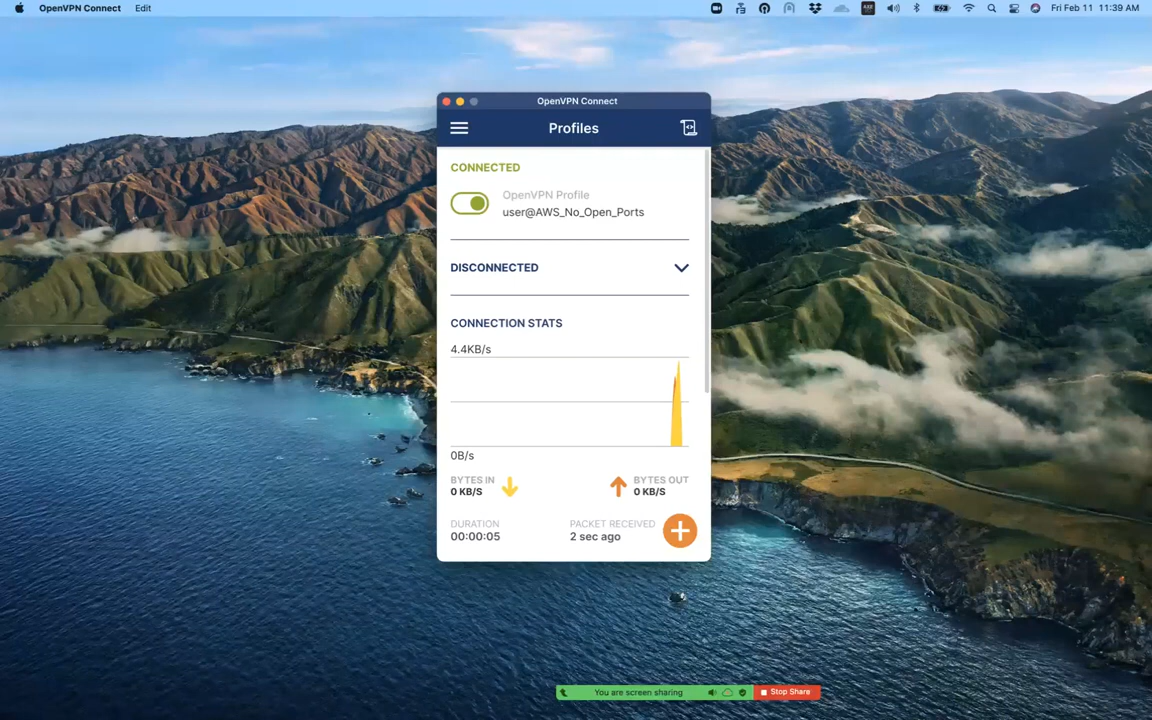 OpenVPN Connect Edit Fri Feb 11 11:39 AM
OpenVPN Connect
Profiles
CONNECTED
OpenVPN Profile
user@AWS_No_Open_Ports
DISCONNECTED
CONNECTION STATS
4.4KB/s
0B/s
BYTES IN
0 KB/S
BYTES OUT
0 KB/S
DURATION
00:00:05
PACKET RECEIVED
2 sec ago
You are screen sharing
Stop Share